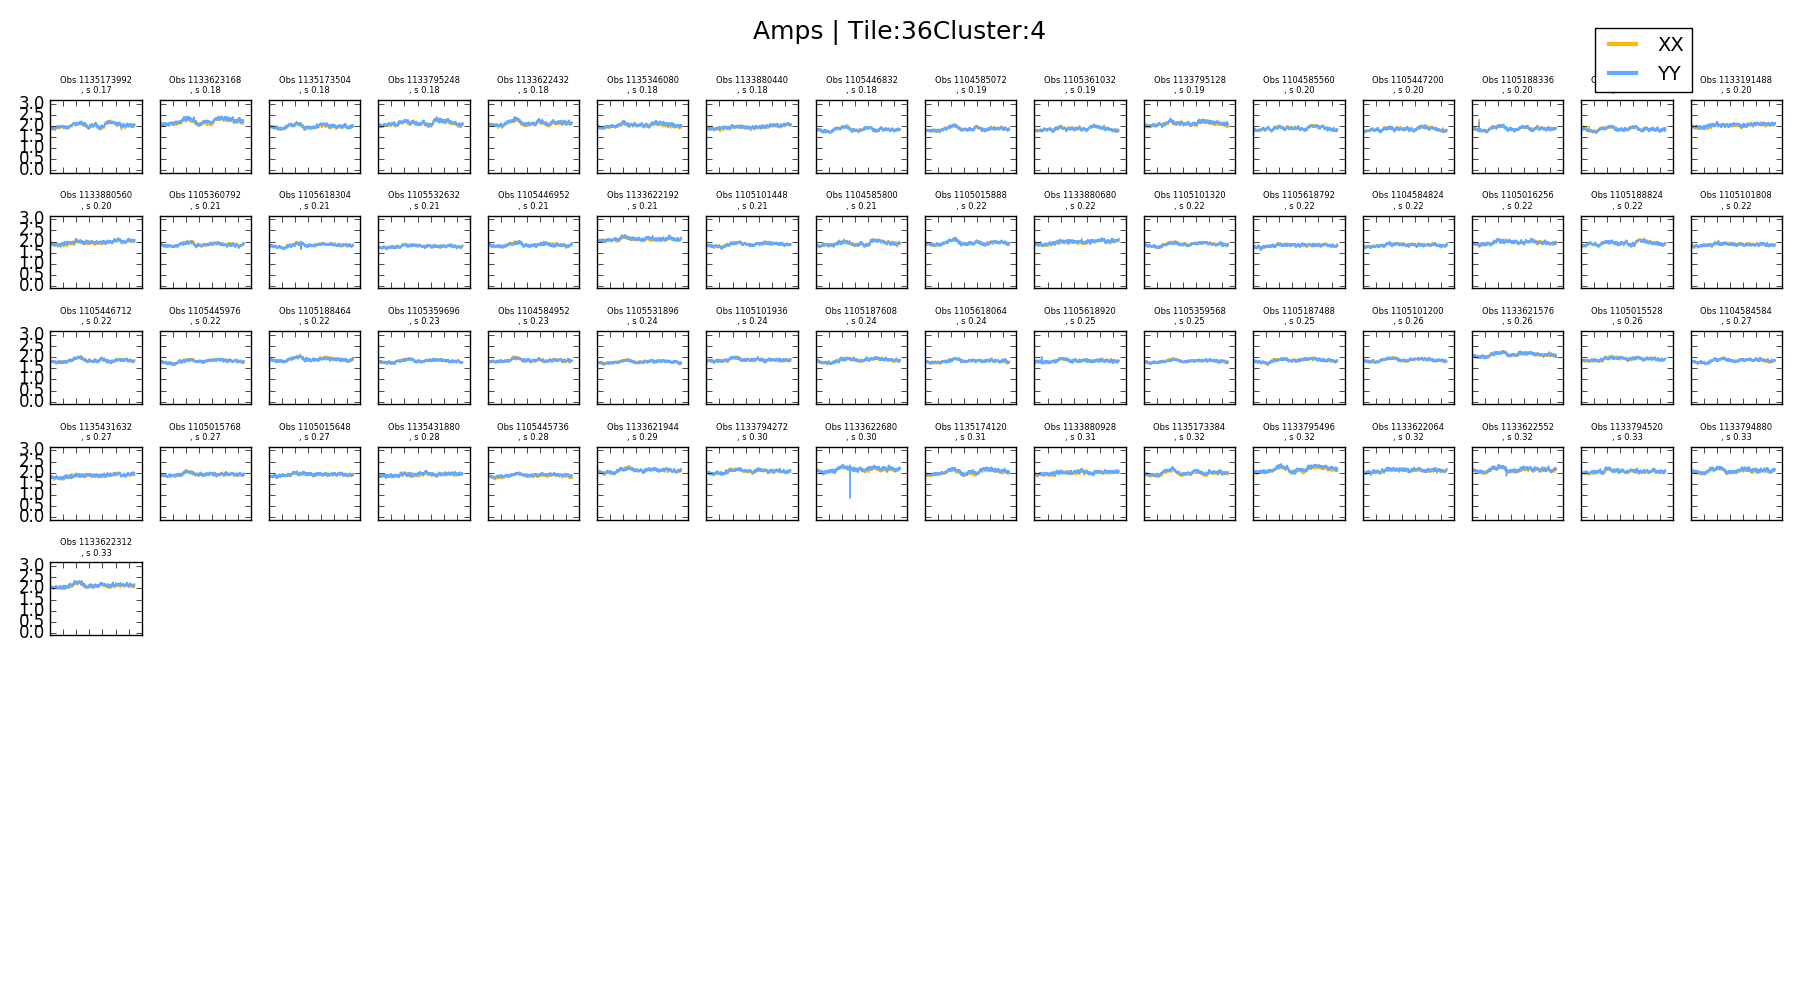 Amps | Tile:36Cluster:4
XX
YY
Obs 1135173992
, s 0.17
Obs 1133623168
, s 0.18
Obs 1135173504
, s 0.18
Obs 1133795248
, s 0.18
Obs 1133622432
, s 0.18
Obs 1135346080
, s 0.18
Obs 1133880440
, s 0.18
Obs 1105446832
, s 0.18
Obs 1104585072
, s 0.19
Obs 1105361032
, s 0.19
Obs 1133795128
, s 0.19
Obs 1104585560
, s 0.20
Obs 1105447200
, s 0.20
Obs 1105188336
, s 0.20
Obs 1133191488
, s 0.20
3.0
2.5
2.0
1.5
1.0
0.5
0.0
Obs 1133880560
, s 0.20
Obs 1105360792
, s 0.21
Obs 1105618304
, s 0.21
Obs 1105532632
, s 0.21
Obs 1105446952
, s 0.21
Obs 1133622192
, s 0.21
Obs 1105101448
, s 0.21
Obs 1104585800
, s 0.21
Obs 1105015888
, s 0.22
Obs 1133880680
, s 0.22
Obs 1105101320
, s 0.22
Obs 1105618792
, s 0.22
Obs 1104584824
, s 0.22
Obs 1105016256
, s 0.22
Obs 1105188824
, s 0.22
Obs 1105101808
, s 0.22
3.0
2.5
2.0
1.5
1.0
0.5
0.0
Obs 1105446712
, s 0.22
Obs 1105445976
, s 0.22
Obs 1105188464
, s 0.22
Obs 1105359696
, s 0.23
Obs 1104584952
, s 0.23
Obs 1105531896
, s 0.24
Obs 1105101936
, s 0.24
Obs 1105187608
, s 0.24
Obs 1105618064
, s 0.24
Obs 1105618920
, s 0.25
Obs 1105359568
, s 0.25
Obs 1105187488
, s 0.25
Obs 1105101200
, s 0.26
Obs 1133621576
, s 0.26
Obs 1105015528
, s 0.26
Obs 1104584584
, s 0.27
3.0
2.5
2.0
1.5
1.0
0.5
0.0
Obs 1135431632
, s 0.27
Obs 1105015768
, s 0.27
Obs 1105015648
, s 0.27
Obs 1135431880
, s 0.28
Obs 1105445736
, s 0.28
Obs 1133621944
, s 0.29
Obs 1133794272
, s 0.30
Obs 1133622680
, s 0.30
Obs 1135174120
, s 0.31
Obs 1133880928
, s 0.31
Obs 1135173384
, s 0.32
Obs 1133795496
, s 0.32
Obs 1133622064
, s 0.32
Obs 1133622552
, s 0.32
Obs 1133794520
, s 0.33
Obs 1133794880
, s 0.33
3.0
2.5
2.0
1.5
1.0
0.5
0.0
Obs 1133622312
, s 0.33
3.0
2.5
2.0
1.5
1.0
0.5
0.0